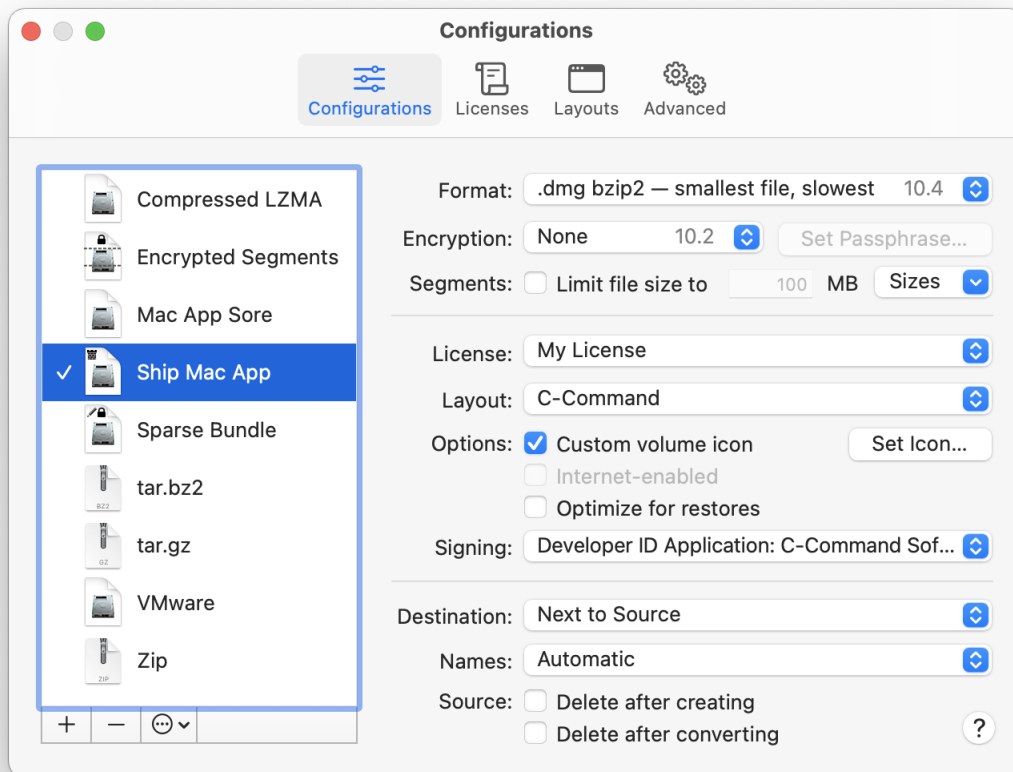 Configurations
Configurations
Licenses
Layouts
Advanced
Compressed LZMA
Encrypted Segments
Mac App Sore
Ship Mac App
Sparse Bundle
BZ2
tar.bz2
GZ
tar.gz
VMware
ZIP
Zip
Format: .dmg bzip2 — smallest file, slowest 10.4
Encryption: None 10.2 Set Passphrase...
Segments: Limit file size to 100 MB Sizes
License: My License
Layout: C-Command
Options: Custom volume icon Set Icon...
Internet-enabled
Optimize for restores
Signing: Developer ID Application: C-Command Sof...
Destination: Next to Source
Names: Automatic
Source: Delete after creating
Delete after converting
?